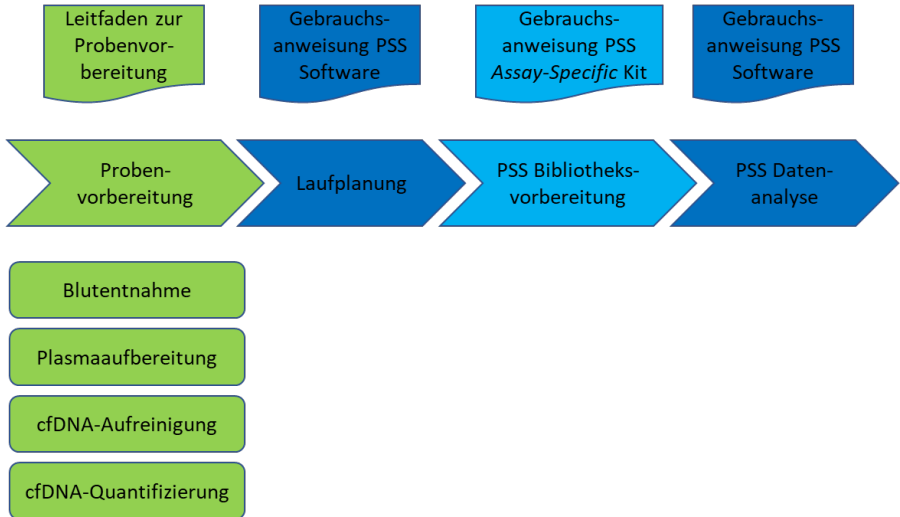 Leitfaden zur
Probenvor-
bereitung
Gebrauchs-
anweisung PSS
Software
Gebrauchs-
anweisung PSS
Assay-Specific Kit
Gebrauchs-
anweisung PSS
Software
Proben-
vorbereitung
Laufplanung
PSS Bibliotheks-
vorbereitung
PSS Daten-
analyse
Blutentnahme
Plasmaaufbereitung
cfDNA-Aufreinigung
cfDNA-Quantifizierung